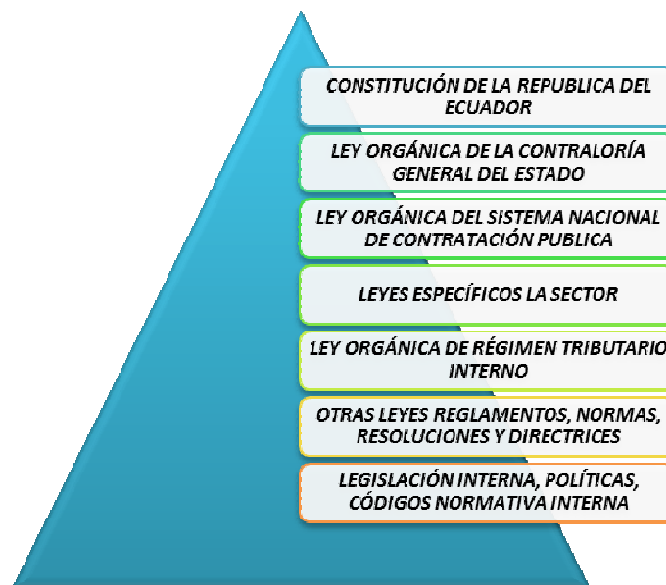 CONSTITUCIÓN DE LA REPUBLICA DEL
ECUADOR
LEY ORGÁNICA DE LA CONTRALORÍA
GENERAL DEL ESTADO
LEY ORGÁNICA DEL SISTEMA NACIONAL
DE CONTRATACIÓN PUBLICA
LEYES ESPECÍFICOS LA SECTOR
LEY ORGÁNICA DE RÉGIMEN TRIBUTARIO
INTERNO
OTRAS LEYES REGLAMENTOS, NORMAS,
RESOLUCIONES Y DIRECTRICES
LEGISLACIÓN INTERNA, POLÍTICAS,
CÓDIGOS NORMATIVA INTERNA